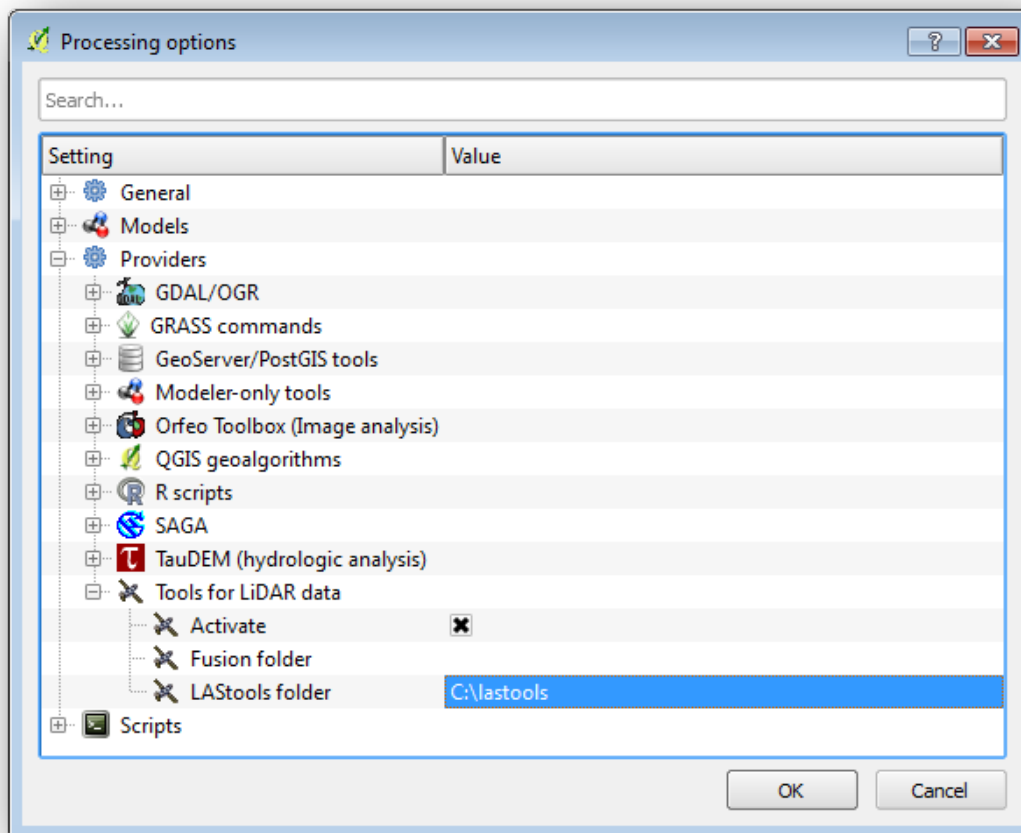 Processing options
Search...
Setting Value
General
Models
Providers
GDAL/OGR
GRASS commands
GeoServer/PostGIS tools
Modeler-only tools
Orfeo Toolbox (Image analysis)
QGIS geoalgorithms
R scripts
SAGA
TauDEM (hydrologic analysis)
Tools for LiDAR data
Activate
Fusion folder
LAStools folder C:\lastools
Scripts
OK Cancel